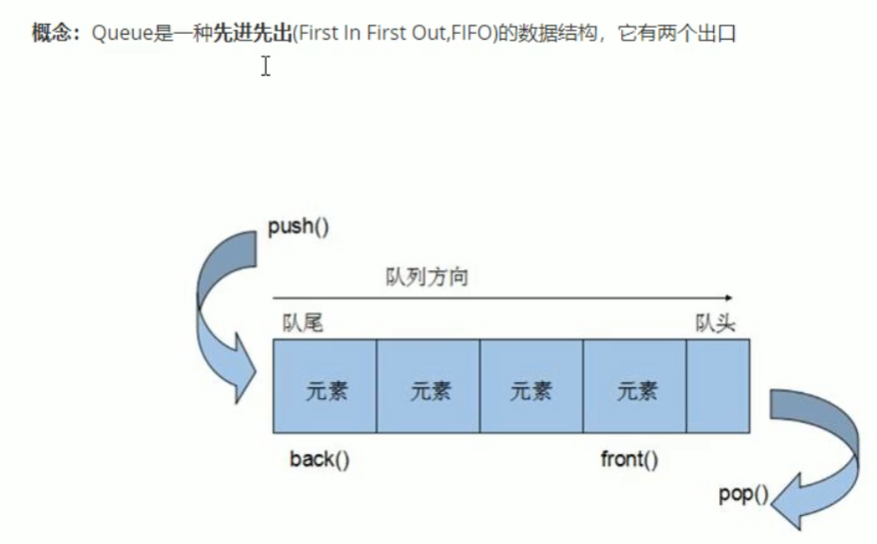 概念：Queue是一种先进先出(First In First Out,FIFO)的数据结构，它有两个出口
push()
队列方向
队尾
队头
元素
元素
元素
元素
back()
front()
pop()